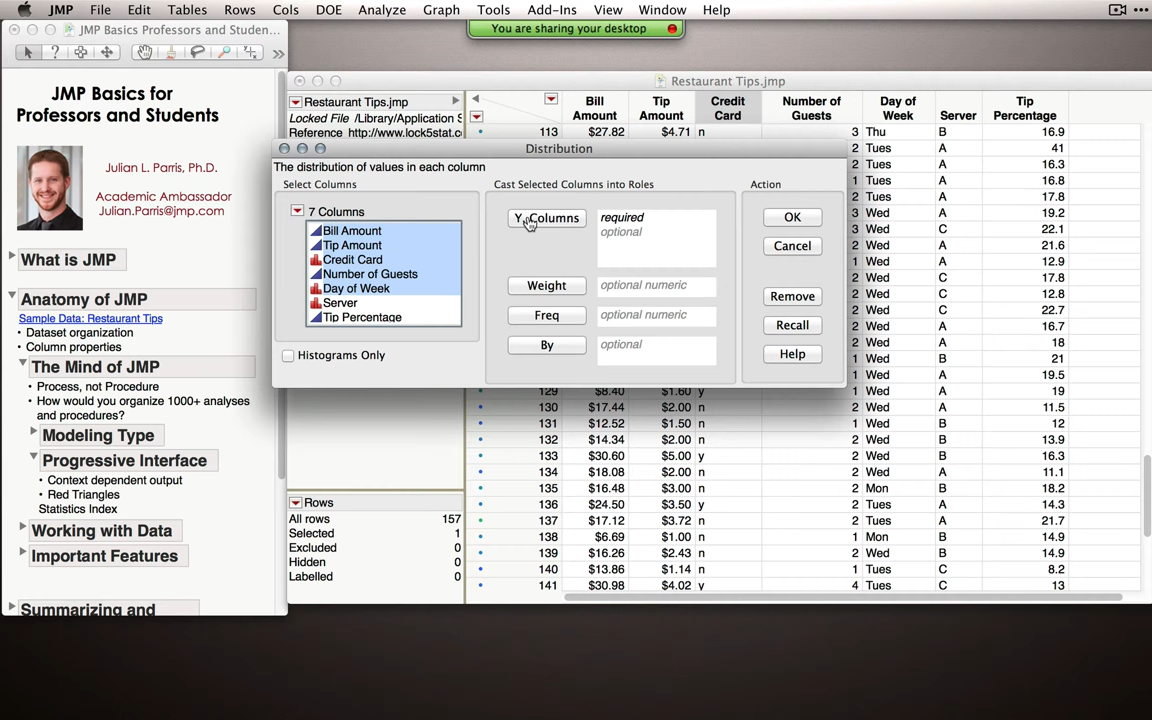 JMP File Edit Tables Rows Cols DOE Analyze Graph Tools Add-Ins View Window Help
You are sharing your desktop
JMP Basics Professors and Studen...
JMP Basics for
Professors and Students
Julian L. Parris, Ph.D.
Academic Ambassador
Julian.Parris@jmp.com
What is JMP
Anatomy of JMP
Sample Data: Restaurant Tips
• Dataset organization
• Column properties
The Mind of JMP
• Process, not Procedure
• How would you organize 1000+ analyses
and procedures?
Modeling Type
Progressive Interface
• Context dependent output
• Red Triangles
Statistics Index
Working with Data
Important Features
Summarizing and
Restaurant Tips.jmp
Restaurant Tips.jmp
Locked File /Library/Application S
Reference http://www.lock5stat.c
Rows
All rows 157
Selected 1
Excluded 0
Hidden 0
Labelled 0
Bill Amount Tip Amount Credit Card Number of Guests Day of Week Server Tip Percentage
113 $27.82 $4.71 n 3 Thu B 16.9
2 Tues A 41
2 Tues A 16.3
1 Tues A 16.8
2 Tues A 17.8
3 Wed A 19.2
3 Wed C 22.1
2 Wed A 21.6
1 Wed A 12.9
2 Wed C 17.8
2 Wed C 12.8
2 Wed C 22.7
2 Wed A 16.7
2 Wed A 18
1 Wed B 21
1 Wed A 19.5
129 $8.40 $1.60 y 1 Wed A 19
130 $17.44 $2.00 n 2 Wed A 11.5
131 $12.52 $1.50 n 1 Wed B 12
132 $14.34 $2.00 n 2 Wed B 13.9
133 $30.60 $5.00 y 2 Wed B 16.3
134 $18.08 $2.00 n 2 Wed A 11.1
135 $16.48 $3.00 n 2 Mon B 18.2
136 $24.50 $3.50 y 2 Tues A 14.3
137 $17.12 $3.72 n 2 Tues A 21.7
138 $6.69 $1.00 n 1 Mon B 14.9
139 $16.26 $2.43 n 2 Wed B 14.9
140 $13.86 $1.14 n 1 Tues C 8.2
141 $30.98 $4.02 y 4 Tues C 13
Distribution
The distribution of values in each column
Select Columns
7 Columns
Bill Amount
Tip Amount
Credit Card
Number of Guests
Day of Week
Server
Tip Percentage
Histograms Only
Cast Selected Columns into Roles
Y, Columns required
optional
Weight optional numeric
Freq optional numeric
By optional
Action
OK
Cancel
Remove
Recall
Help